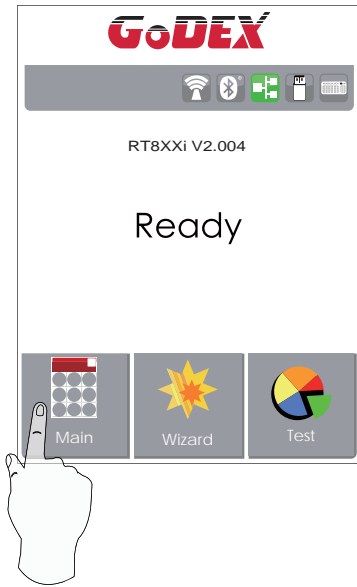 GoDEX
RT8XXi V2.004
Ready
Main
Wizard
Test